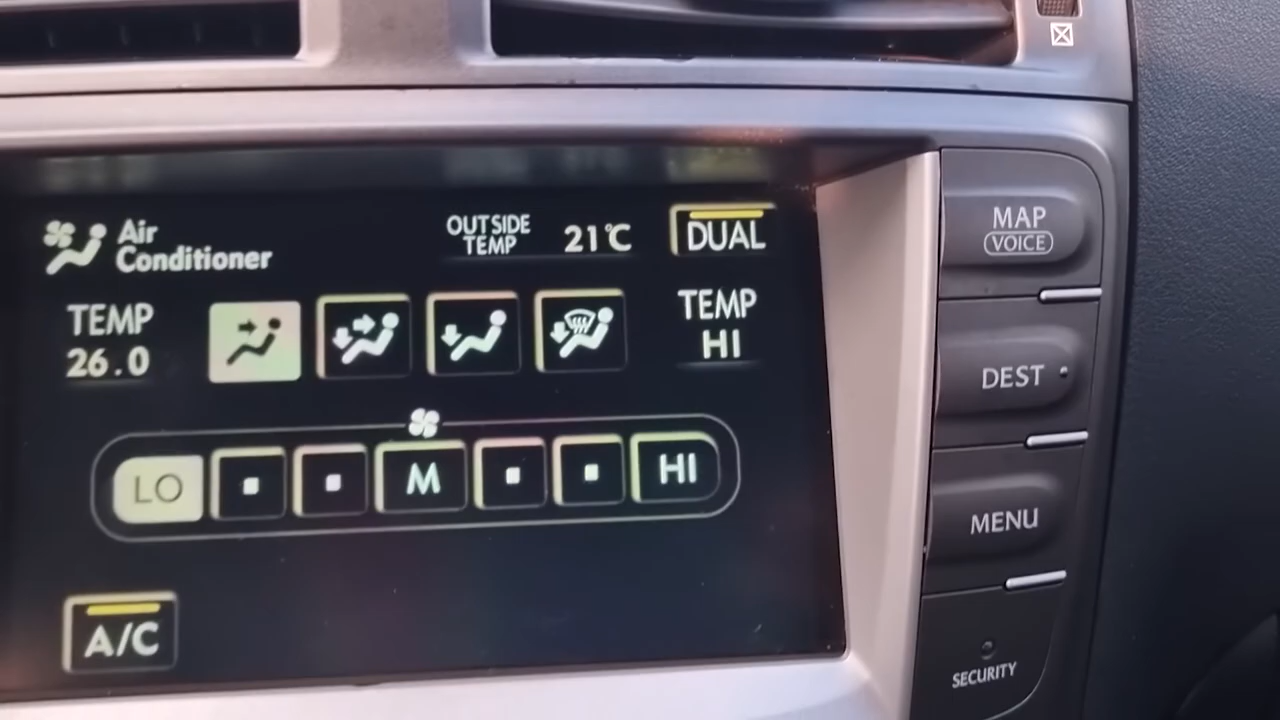 Air
Conditioner
OUTSIDE
TEMP
21°C
DUAL
TEMP
26.0
TEMP
HI
LO
M
HI
A/C
MAP
VOICE
DEST
MENU
SECURITY